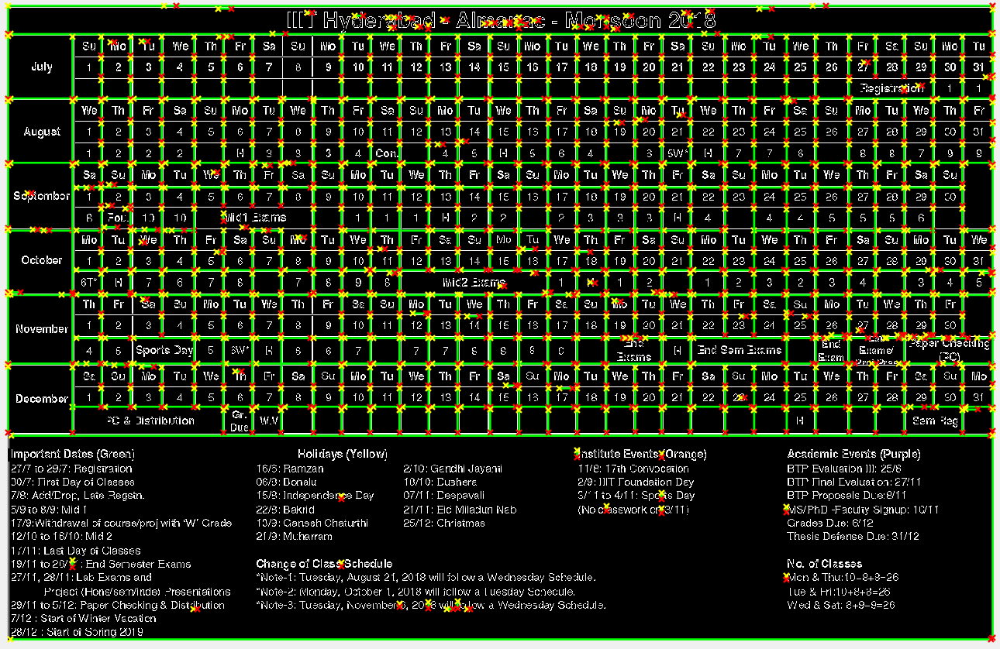 IIIT Hyderabad - Almanac - Monsoon 2018
Su Mo Tu We Th Fr Sa Su Mo Tu We Th Fr Sa Su Mo Tu We Th Fr Sa Su Mo Tu We Th Fr Sa Su Mo Tu
July 1 2 3 4 5 6 7 8 9 10 11 12 13 14 15 16 17 18 19 20 21 22 23 24 25 26 27 28 29 30 31
Registration 1 1
We Th Fr Sa Su Mo Tu We Th Fr Sa Su Mo Tu We Th Fr Sa Su Mo Tu We Th Fr Sa Su Mo Tu We Th Fr
August 1 2 3 4 5 6 7 8 9 10 11 12 13 14 15 16 17 18 19 20 21 22 23 24 25 26 27 28 29 30 31
1 2 2 2 H 3 3 3 4 Con. 4 5 H 5 6 4 6 5W* H 7 7 6 8 8 7 9 9
Sa Su Mo Tu We Th Fr Sa Su Mo Tu We Th Fr Sa Su Mo Tu We Th Fr Sa Su Mo Tu We Th Fr Sa Su
September 1 2 3 4 5 6 7 8 9 10 11 12 13 14 15 16 17 18 19 20 21 22 23 24 25 26 27 28 29 30
8 Fou. 10 10 Mid1 Exams 1 1 1 H 2 2 2 3 3 3 H 4 4 4 5 5 5 6
Mo Tu We Th Fr Sa Su Mo Tu We Th Fr Sa Su Mo Tu We Th Fr Sa Su Mo Tu We Th Fr Sa Su Mo Tu We
October 1 2 3 4 5 6 7 8 9 10 11 12 13 14 15 16 17 18 19 20 21 22 23 24 25 26 27 28 29 30 31
6T* H 7 6 7 8 7 8 9 8 Mid2 Exams 1 H 1 2 1 2 3 2 3 4 3 4 5
Th Fr Sa Su Mo Tu We Th Fr Sa Su Mo Tu We Th Fr Sa Su Mo Tu We Th Fr Sa Su Mo Tu We Th Fr
November 1 2 3 4 5 6 7 8 9 10 11 12 13 14 15 16 17 18 19 20 21 22 23 24 25 26 27 28 29 30
4 5 Sports Day 5 6W* H 6 6 7 7 7 8 8 8 End Exams H End Sem Exams End Exam Exams/ Paper Checking (PC)
Sa Su Mo Tu We Th Fr Sa Su Mo Tu We Th Fr Sa Su Mo Tu We Th Fr Sa Su Mo Tu We Th Fr Sa Su Mo
December 1 2 3 4 5 6 7 8 9 10 11 12 13 14 15 16 17 18 19 20 21 22 23 24 25 26 27 28 29 30 31
PC & Distribution Gr. Due W.V H Sem Reg
Important Dates (Green)
27/7 to 29/7: Registration
30/7: First Day of Classes
7/8: Add/Drop, Late Regstn.
5/9 to 8/9: Mid 1
17/9:Withdrawal of course/proj with 'W' Grade
12/10 to 16/10: Mid 2
17/11: Last Day of Classes
19/11 to 26/11 : End Semester Exams
27/11, 28/11: Lab Exams and
Project (Hons/sem/inde) Presentations
29/11 to 5/12: Paper Checking & Distribution
7/12 : Start of Winter Vacation
28/12 : Start of Spring 2019
Holidays (Yellow)
16/6: Ramzan
06/8: Bonalu
15/8: Independence Day
22/8: Bakrid
13/9: Ganesh Chaturthi
21/9: Muharram
2/10: Gandhi Jayanti
18/10: Dushera
07/11: Deepavali
21/11: Eid Miladun Nab
25/12: Christmas
Change of Class Schedule
*Note-1: Tuesday, August 21, 2018 will follow a Wednesday Schedule.
*Note-2: Monday, October 1, 2018 will follow a Tuesday Schedule.
*Note-3: Tuesday, November 6, 2018 will follow a Wednesday Schedule.
Institute Events (Orange)
11/8: 17th Convocation
2/9: IIIT Foundation Day
3/11 to 4/11: Sports Day
(No classwork on 3/11)
Academic Events (Purple)
BTP Evaluation III: 25/8
BTP Final Evaluation: 27/11
BTP Proposals Due:8/11
MS/PhD -Faculty Signup: 10/11
Grades Due: 6/12
Thesis Defense Due: 31/12
No. of Classes
Mon & Thu:10+8+8=26
Tue & Fri:10+8+8=26
Wed & Sat: 8+9+9=26